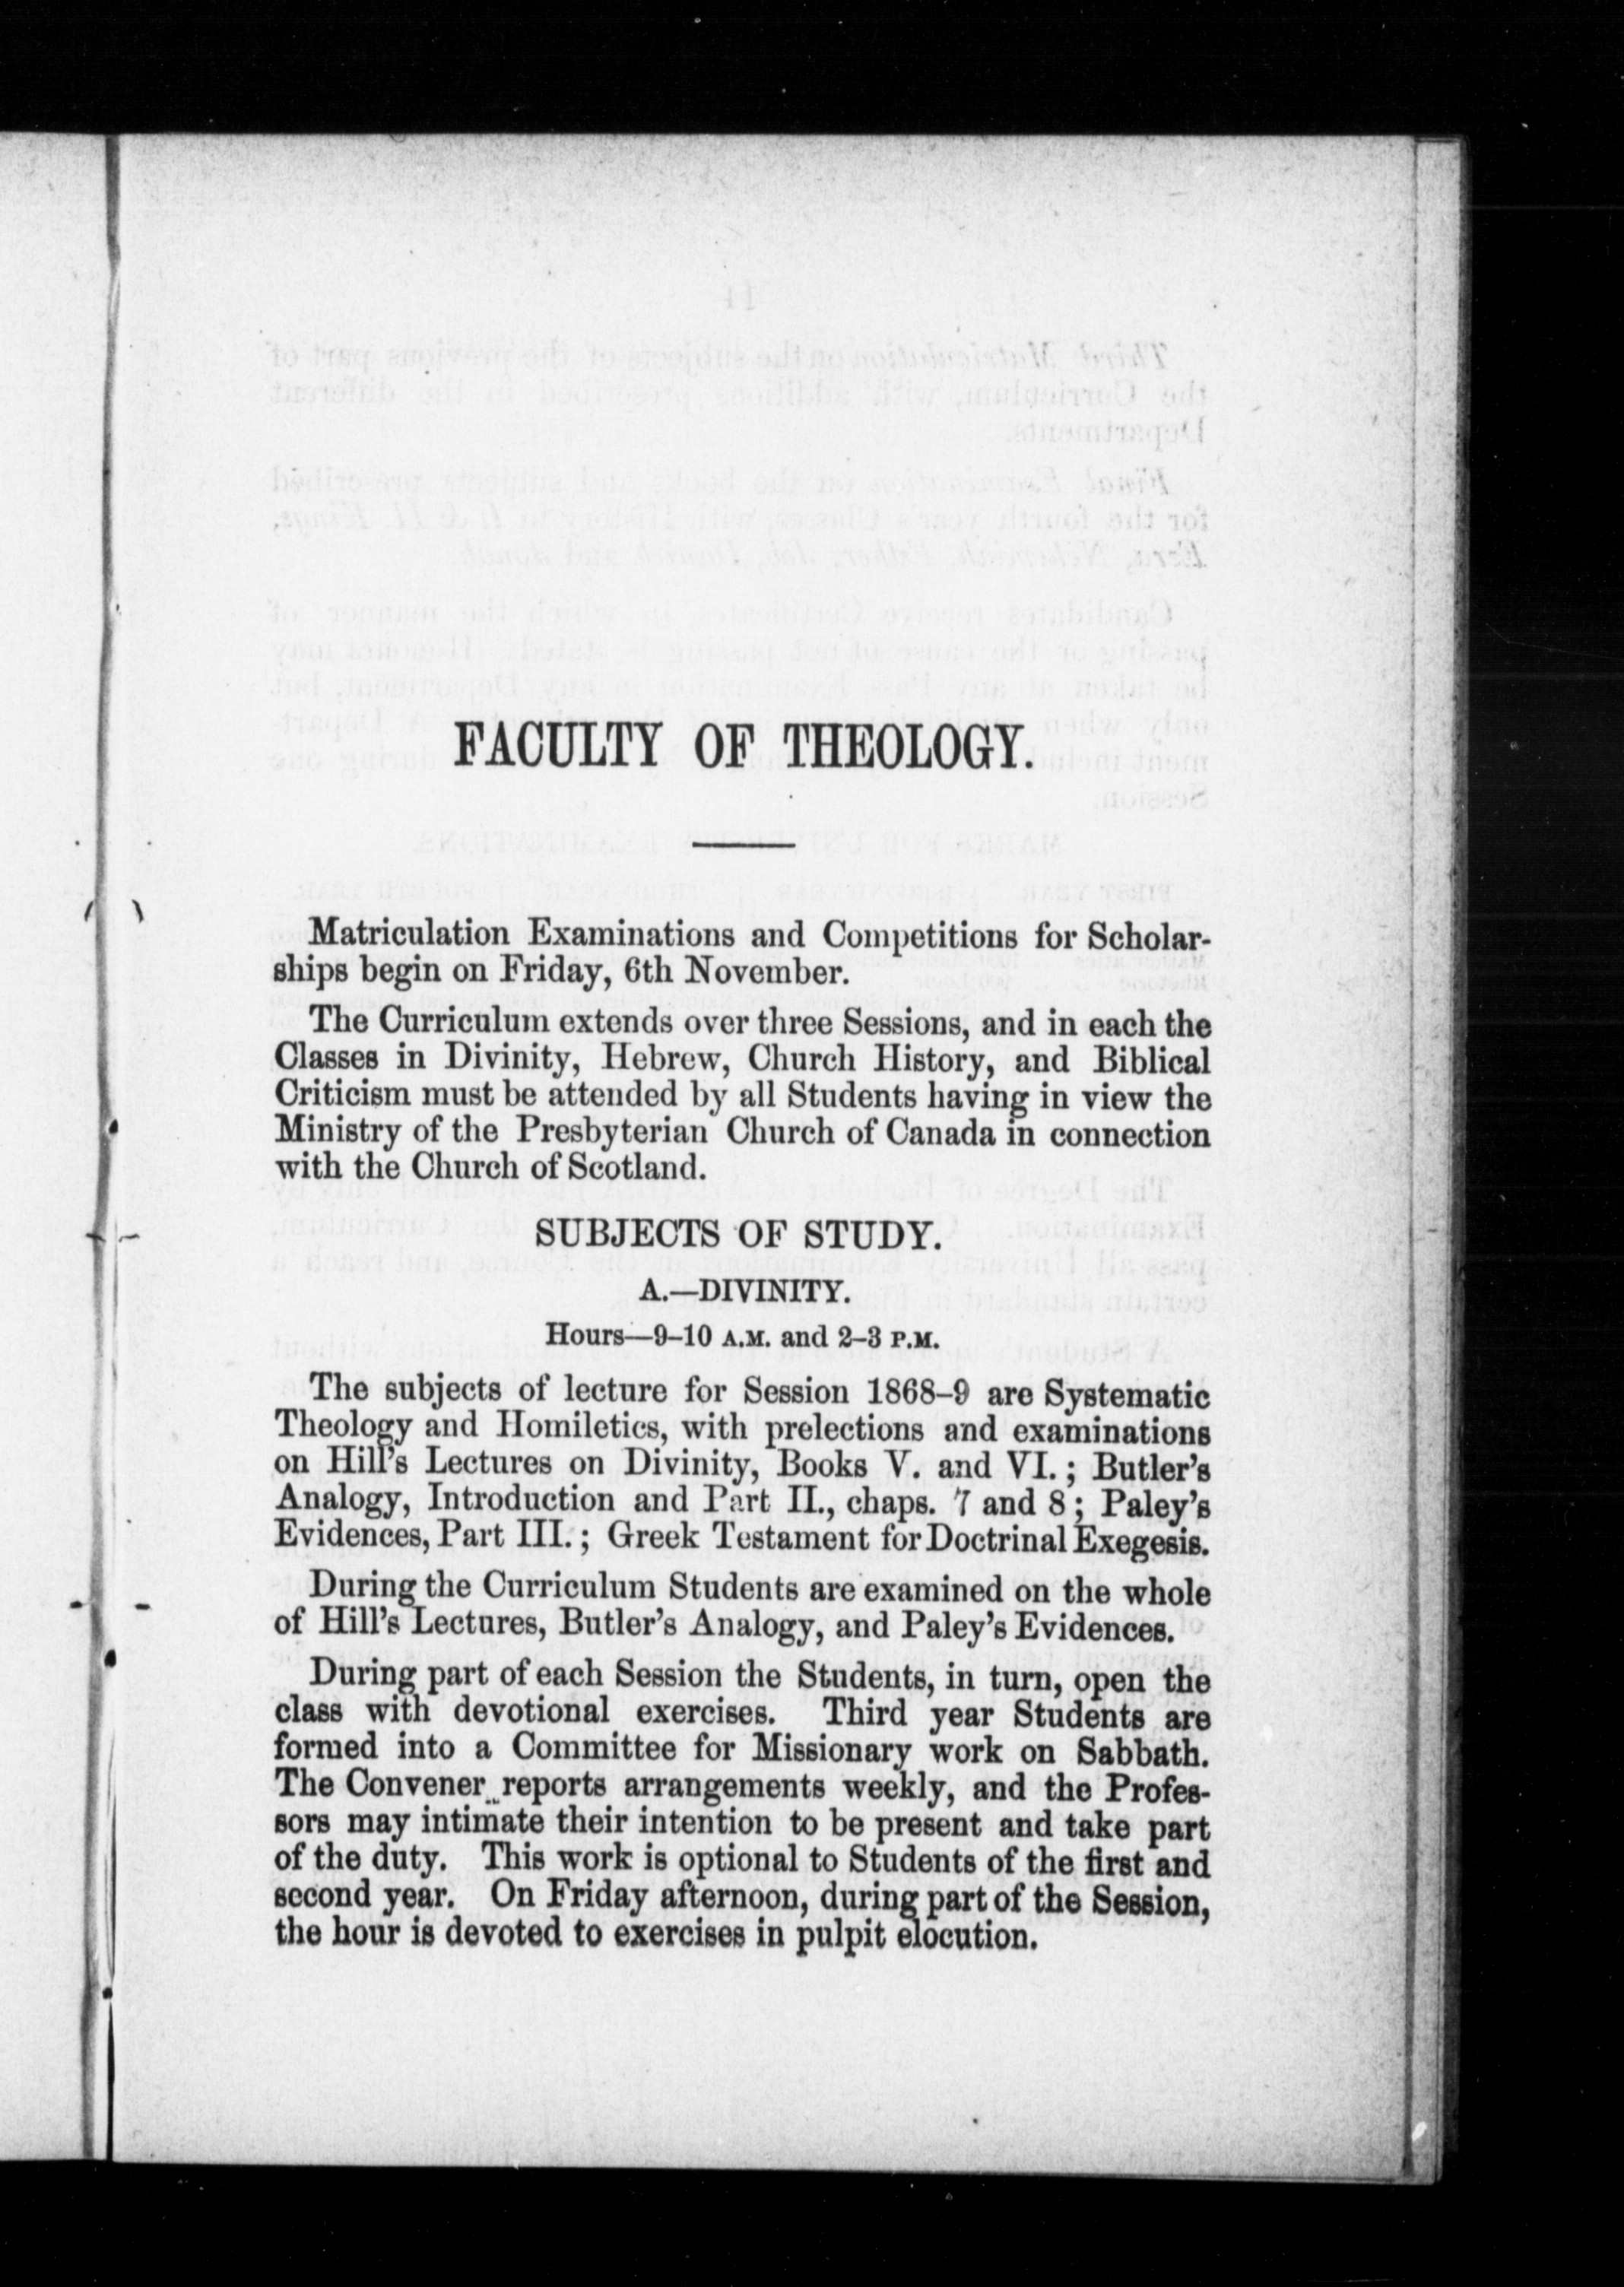 FACULTY OF THEOLOGY.
Matriculation Examinations and Competitions for Scholar-
ships begin on Friday, 6th November.
The Curriculum extends over three Sessions, and in each the
Classes in Divinity, Hebrew, Church History, and Biblical
Criticism must be attended by all Students having in view the
Ministry of the Presbyterian Church of Canada in connection
with the Church of Scotland.
SUBJECTS OF STUDY.
A.—DIVINITY.
Hours—9–10 A.M. and 2–3 P.M.
The subjects of lecture for Session 1868–9 are Systematic
Theology and Homiletics, with prelections and examinations
on Hill's Lectures on Divinity, Books V. and VI.; Butler's
Analogy, Introduction and Part II., chaps. 7 and 8; Paley's
Evidences, Part III.; Greek Testament for Doctrinal Exegesis.
During the Curriculum Students are examined on the whole
of Hill's Lectures, Butler's Analogy, and Paley's Evidences.
During part of each Session the Students, in turn, open the
class with devotional exercises. Third year Students are
formed into a Committee for Missionary work on Sabbath.
The Convener reports arrangements weekly, and the Profes-
sors may intimate their intention to be present and take part
of the duty. This work is optional to Students of the first and
second year. On Friday afternoon, during part of the Session,
the hour is devoted to exercises in pulpit elocution.